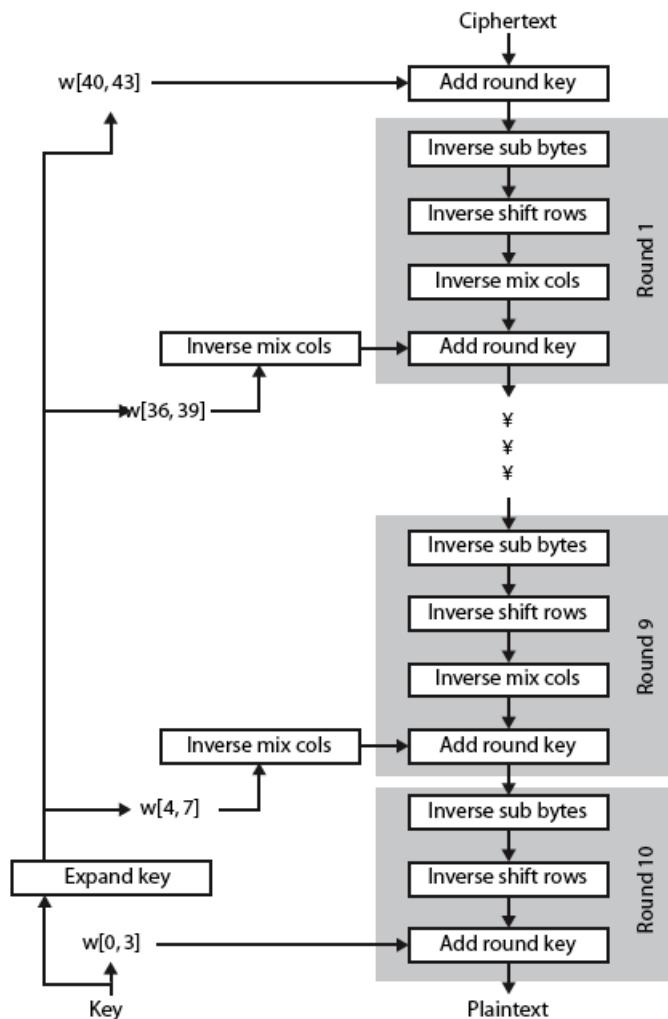 Ciphertext
w[40, 43]
Add round key
Inverse sub bytes
Inverse shift rows
Inverse mix cols
Round 1
Inverse mix cols
Add round key
w[36, 39]
¥
¥
¥
Inverse sub bytes
Inverse shift rows
Round 9
Inverse mix cols
Inverse mix cols
Add round key
w[4, 7]
Inverse sub bytes
Expand key
Inverse shift rows
Round 10
w[0, 3]
Add round key
Key
Plaintext